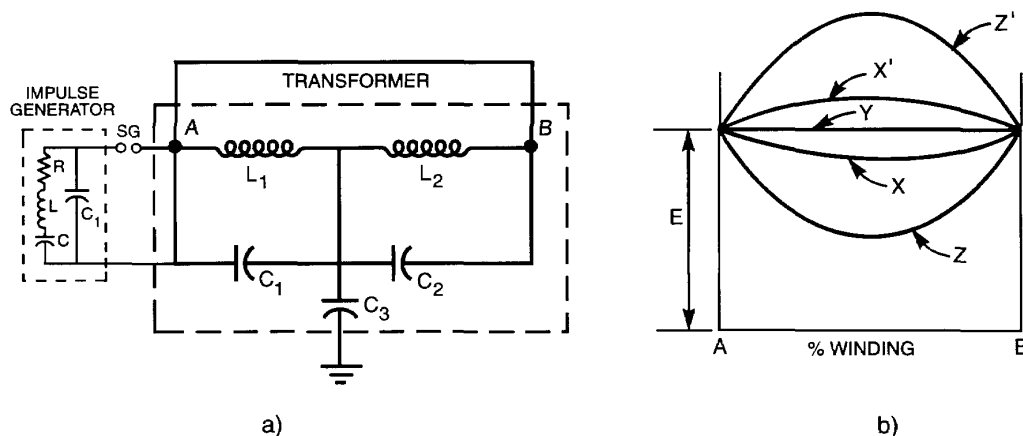 IMPULSE
GENERATOR
TRANSFORMER
SG
A
B
R
L
C
C1
L1
L2
C1
C2
C3
a)
Z'
X'
Y
X
Z
E
A
% WINDING
B
b)